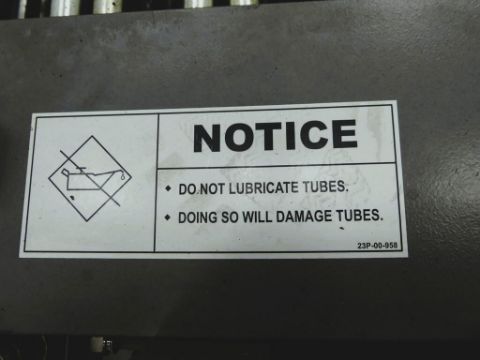 NOTICE
• DO NOT LUBRICATE TUBES.
• DOING SO WILL DAMAGE TUBES.
23P-00-958